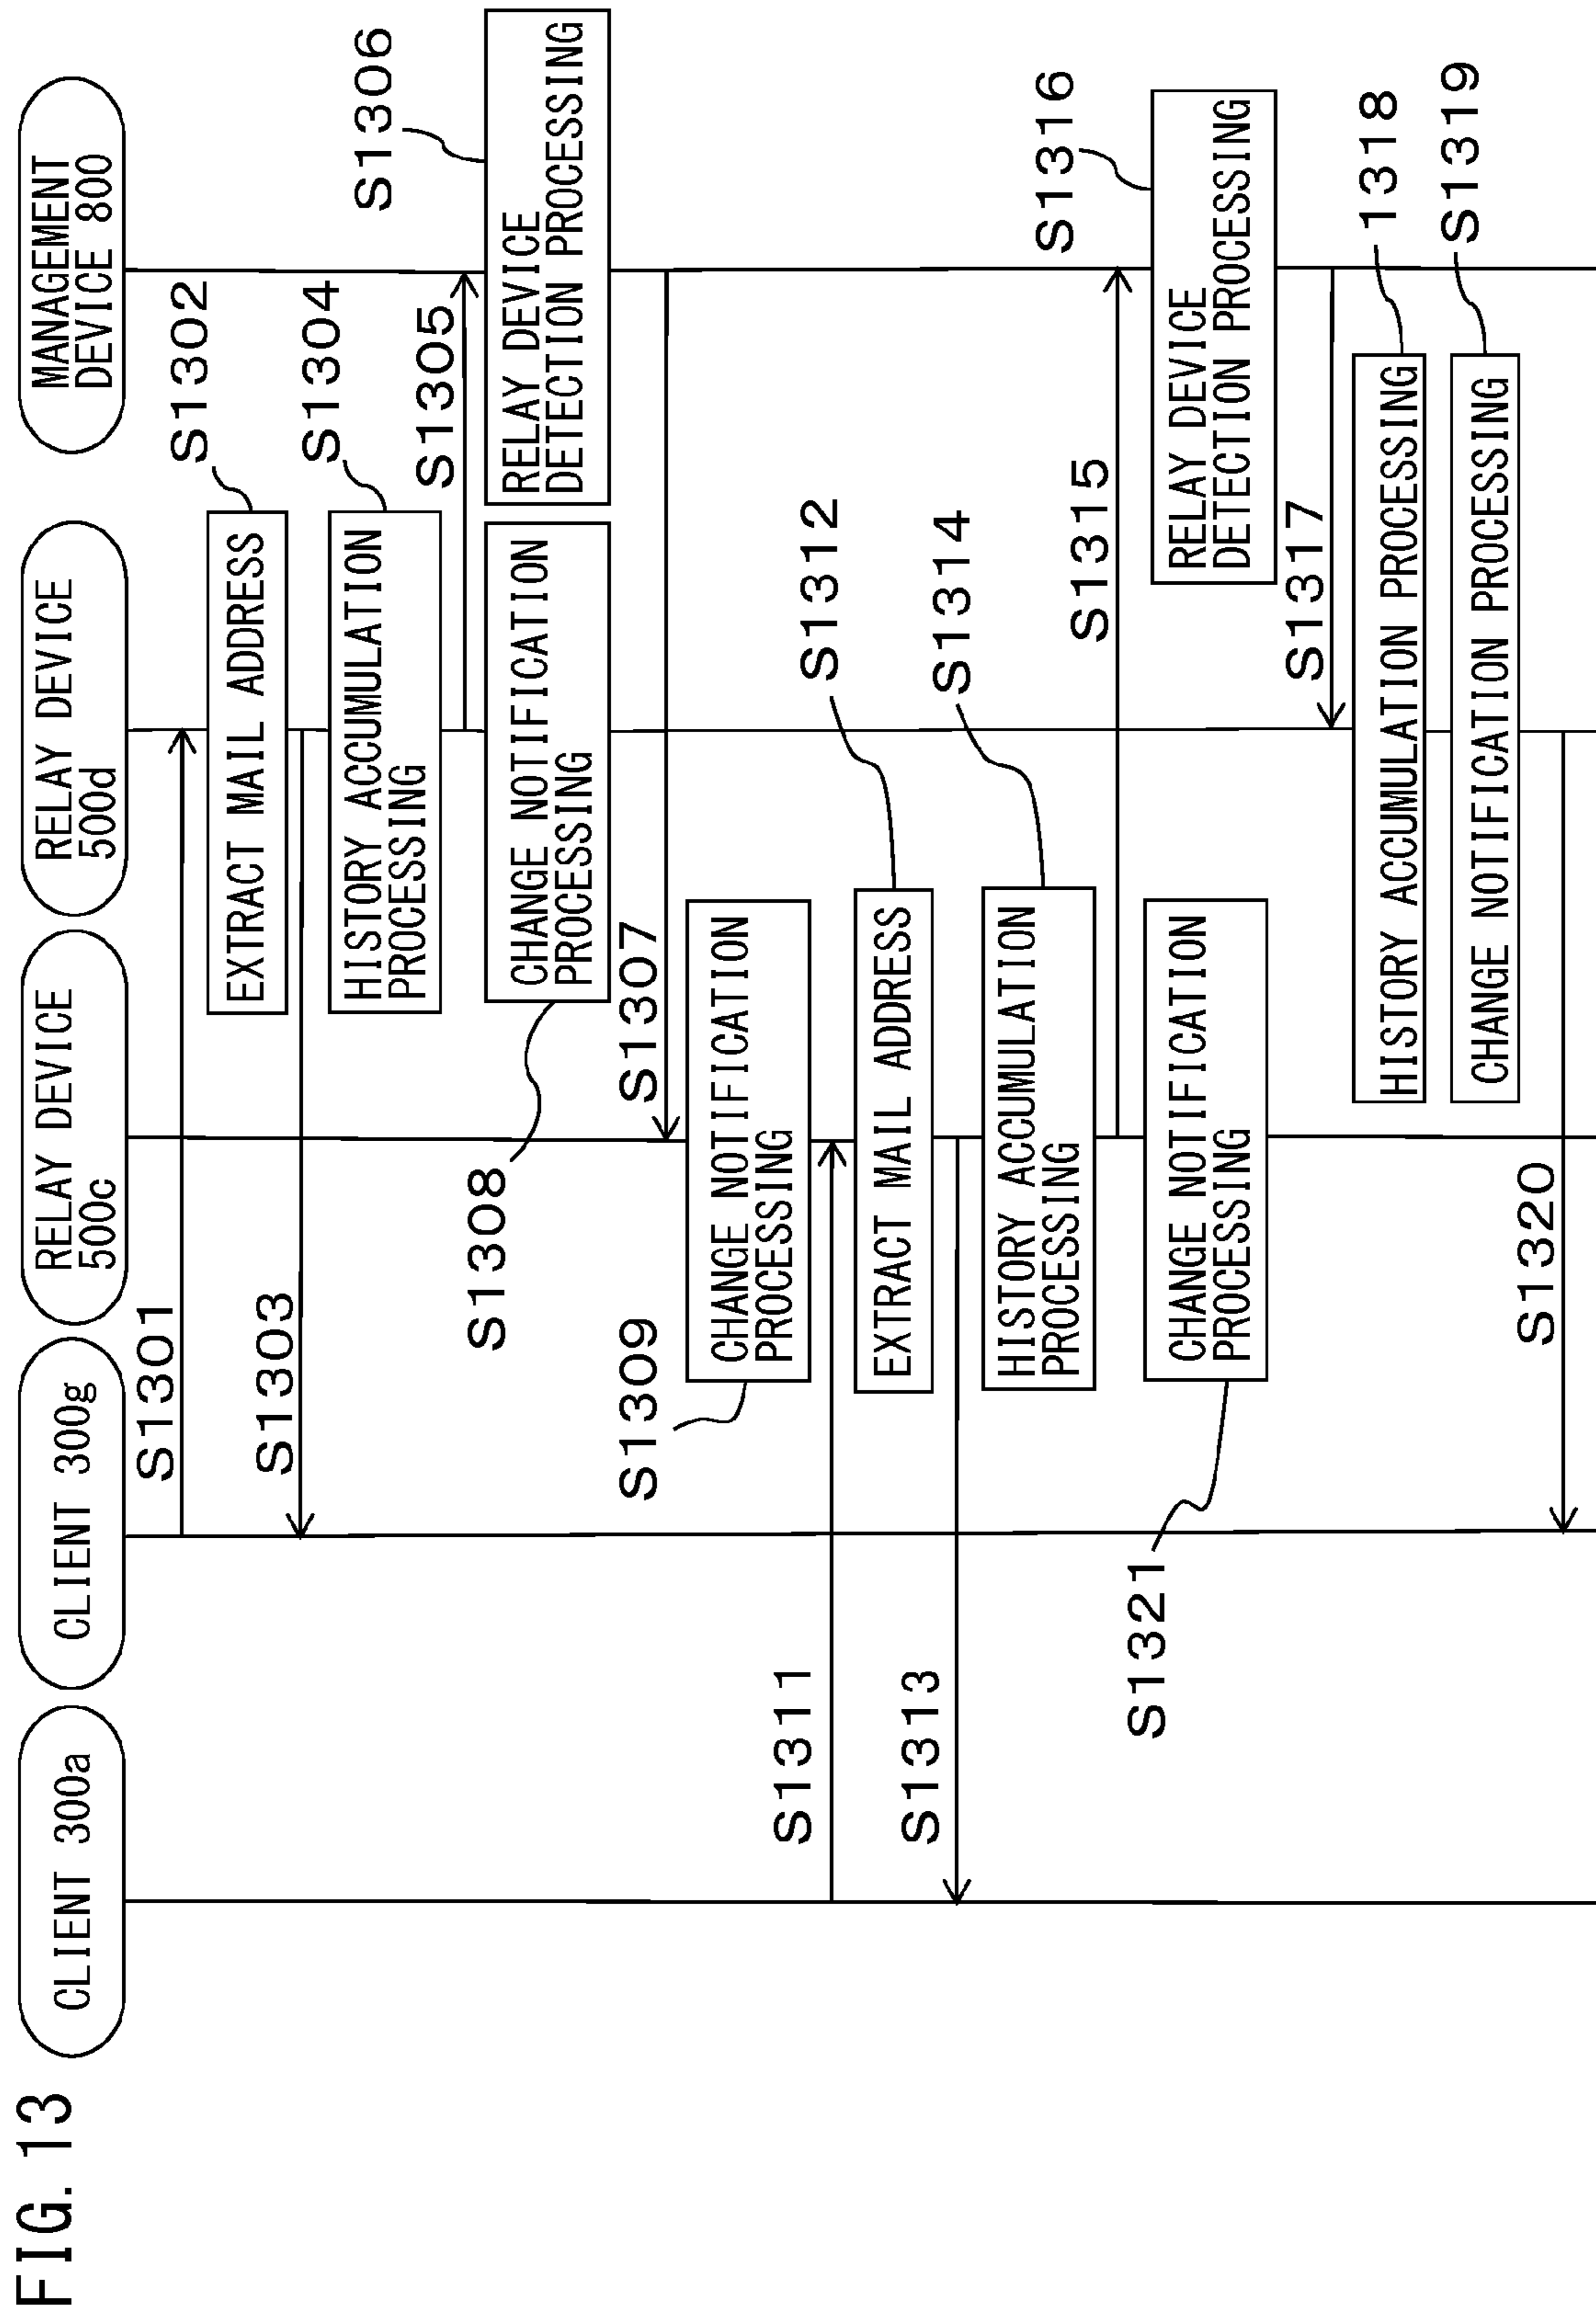 FIG. 13
CLIENT 300a
CLIENT 300g
RELAY DEVICE
500c
RELAY DEVICE
500d
MANAGEMENT
DEVICE 800
S1301
S1302
EXTRACT MAIL ADDRESS
S1303
S1304
HISTORY ACCUMULATION
PROCESSING
S1305
S1306
RELAY DEVICE
DETECTION PROCESSING
S1308
CHANGE NOTIFICATION
PROCESSING
S1307
S1309
CHANGE NOTIFICATION
PROCESSING
S1311
S1312
EXTRACT MAIL ADDRESS
S1313
S1314
HISTORY ACCUMULATION
PROCESSING
S1315
S1316
RELAY DEVICE
DETECTION PROCESSING
S1321
CHANGE NOTIFICATION
PROCESSING
S1317
1318
HISTORY ACCUMULATION PROCESSING
S1319
CHANGE NOTIFICATION PROCESSING
S1320